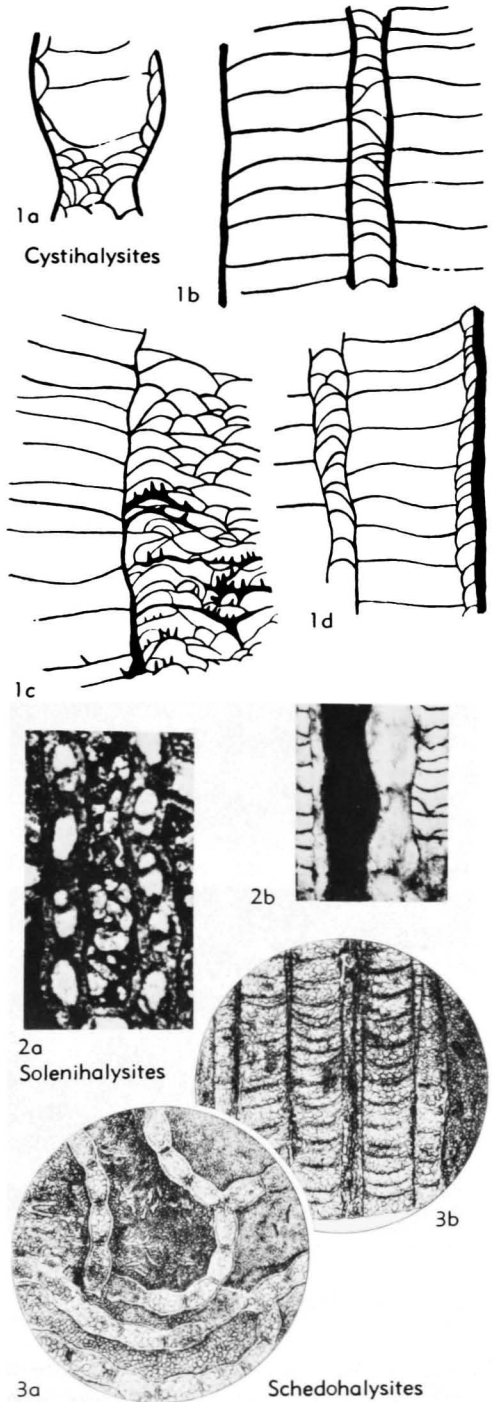 1a
Cystihalysites
1b
1c
1d
2a
Solenihalysites
2b
3b
3a
Schedohalysites